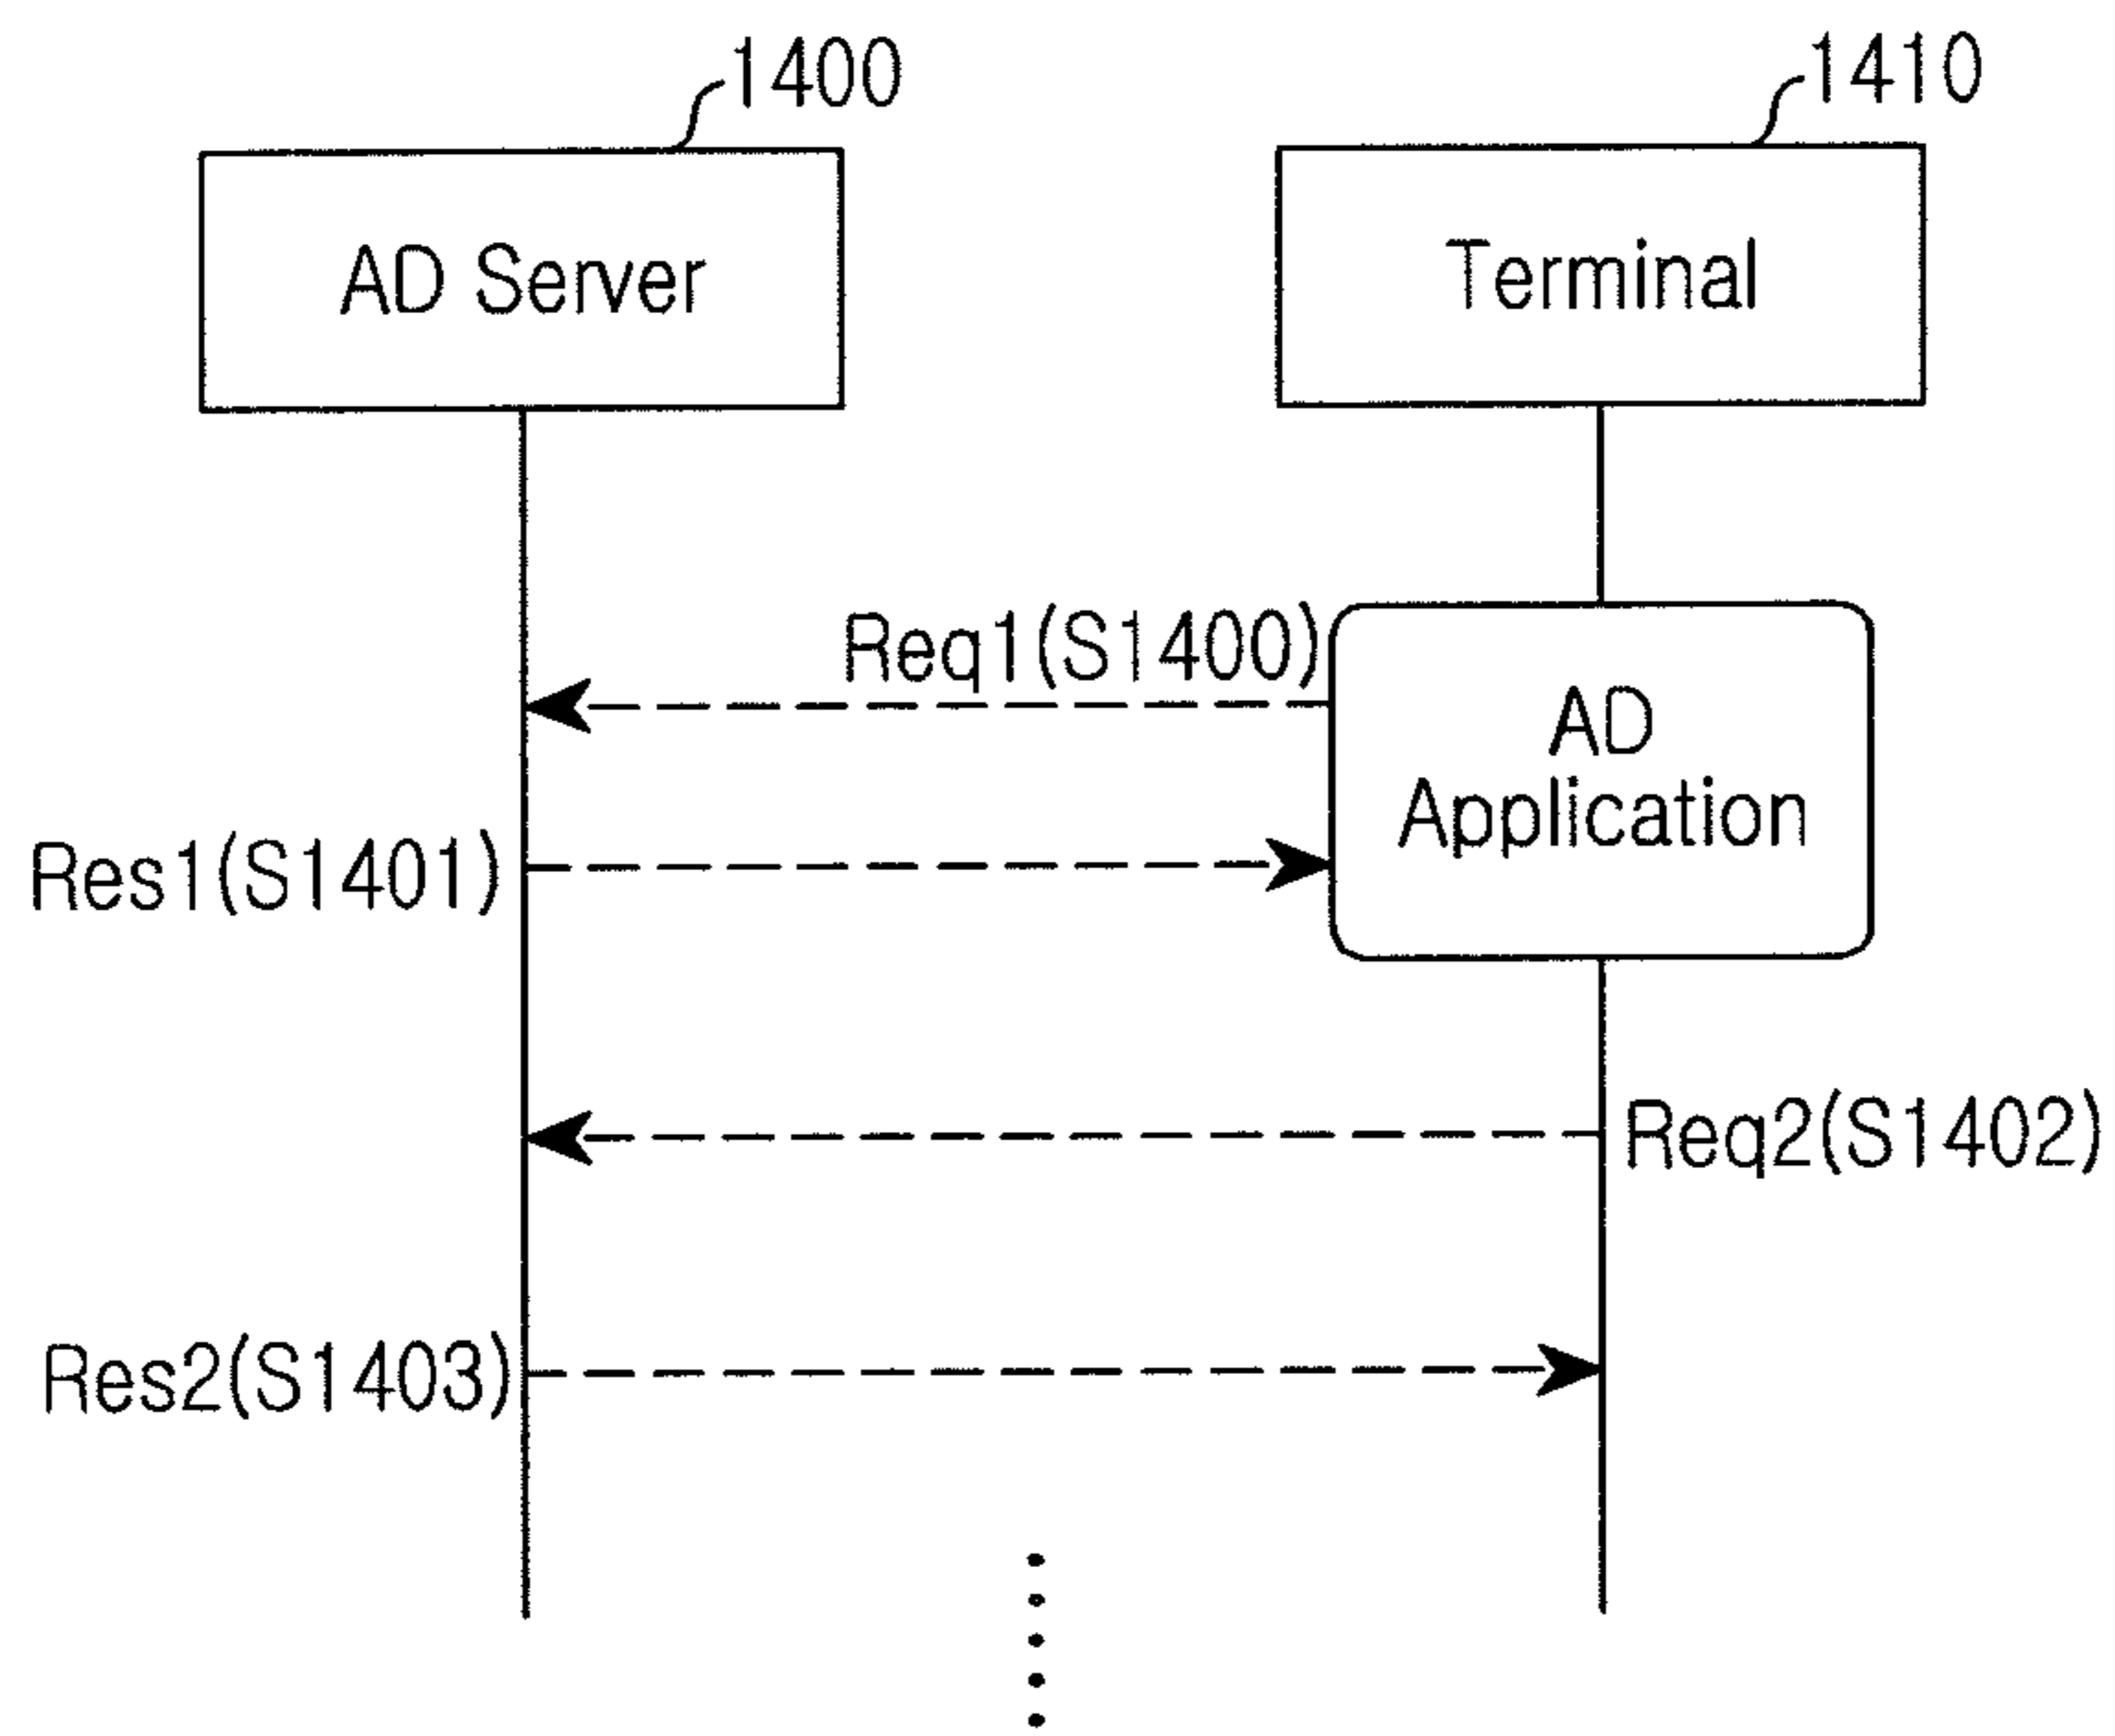 1400
1410
AD Server
Terminal
Req1(S1400)
AD
Application
Res1(S1401)
Req2(S1402)
Res2(S1403)